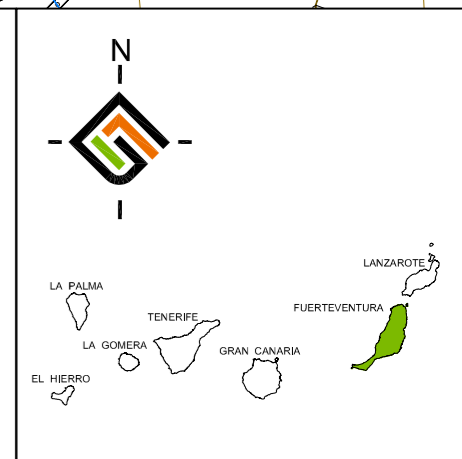 N
LANZAROTE
LA PALMA
FUERTEVENTURA
TENERIFE
LA GOMERA
GRAN CANARIA
EL HIERRO